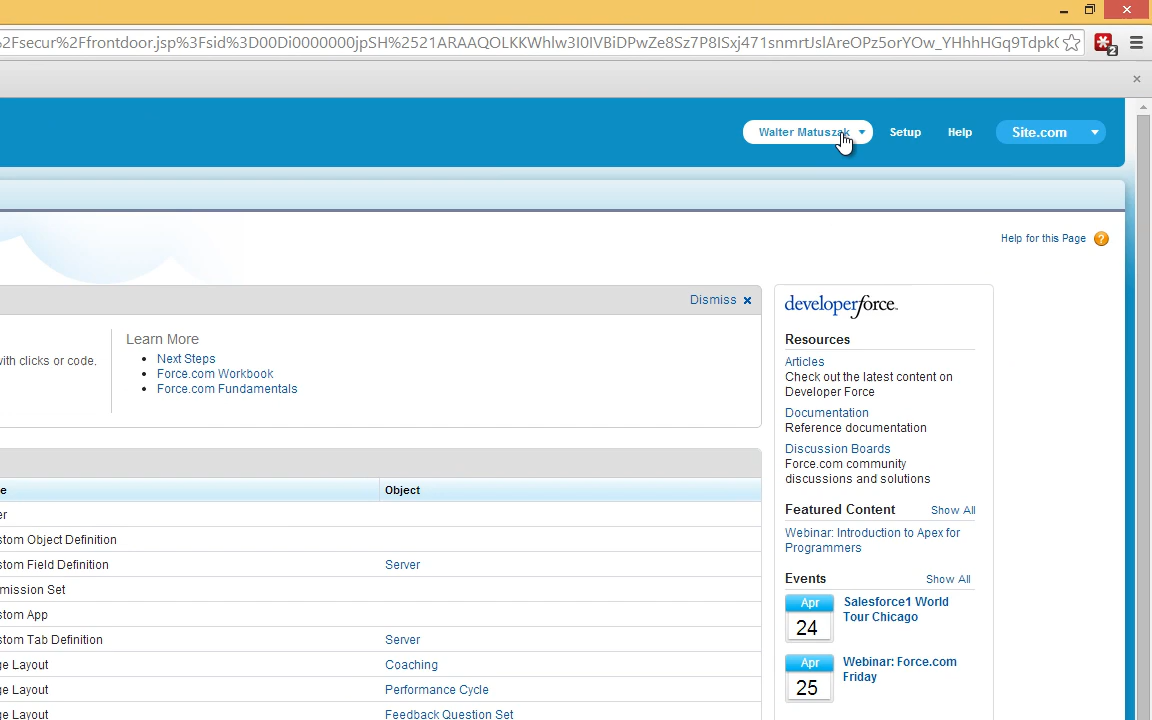 2Fsecur%2Ffrontdoor.jsp%3Fsid%3D00Di0000000jpSH%2521ARAAQOLKKWhlw3I0IVBiDPwZe8Sz7P8ISxj471snmrtJslAreOPz5orYOw_YHhhHGq9Tdpk(
2
Walter Matuszak
Setup
Help
Site.com
Help for this Page
?
Dismiss
Learn More
with clicks or code.
Next Steps
Force.com Workbook
Force.com Fundamentals
developerforce.
Resources
Articles
Check out the latest content on
Developer Force
Documentation
Reference documentation
Discussion Boards
Force.com community
discussions and solutions
Featured Content Show All
Webinar: Introduction to Apex for
Programmers
Events Show All
Apr
24
Salesforce1 World
Tour Chicago
Apr
25
Webinar: Force.com
Friday
e Object
er
stom Object Definition
stom Field Definition Server
mission Set
stom App
stom Tab Definition Server
ge Layout Coaching
ge Layout Performance Cycle
ge Layout Feedback Question Set